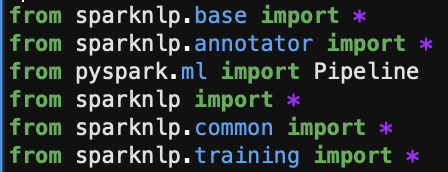 from sparknlp.base import *
from sparknlp.annotator import *
from pyspark.ml import Pipeline
from sparknlp import *
from sparknlp.common import *
from sparknlp.training import *